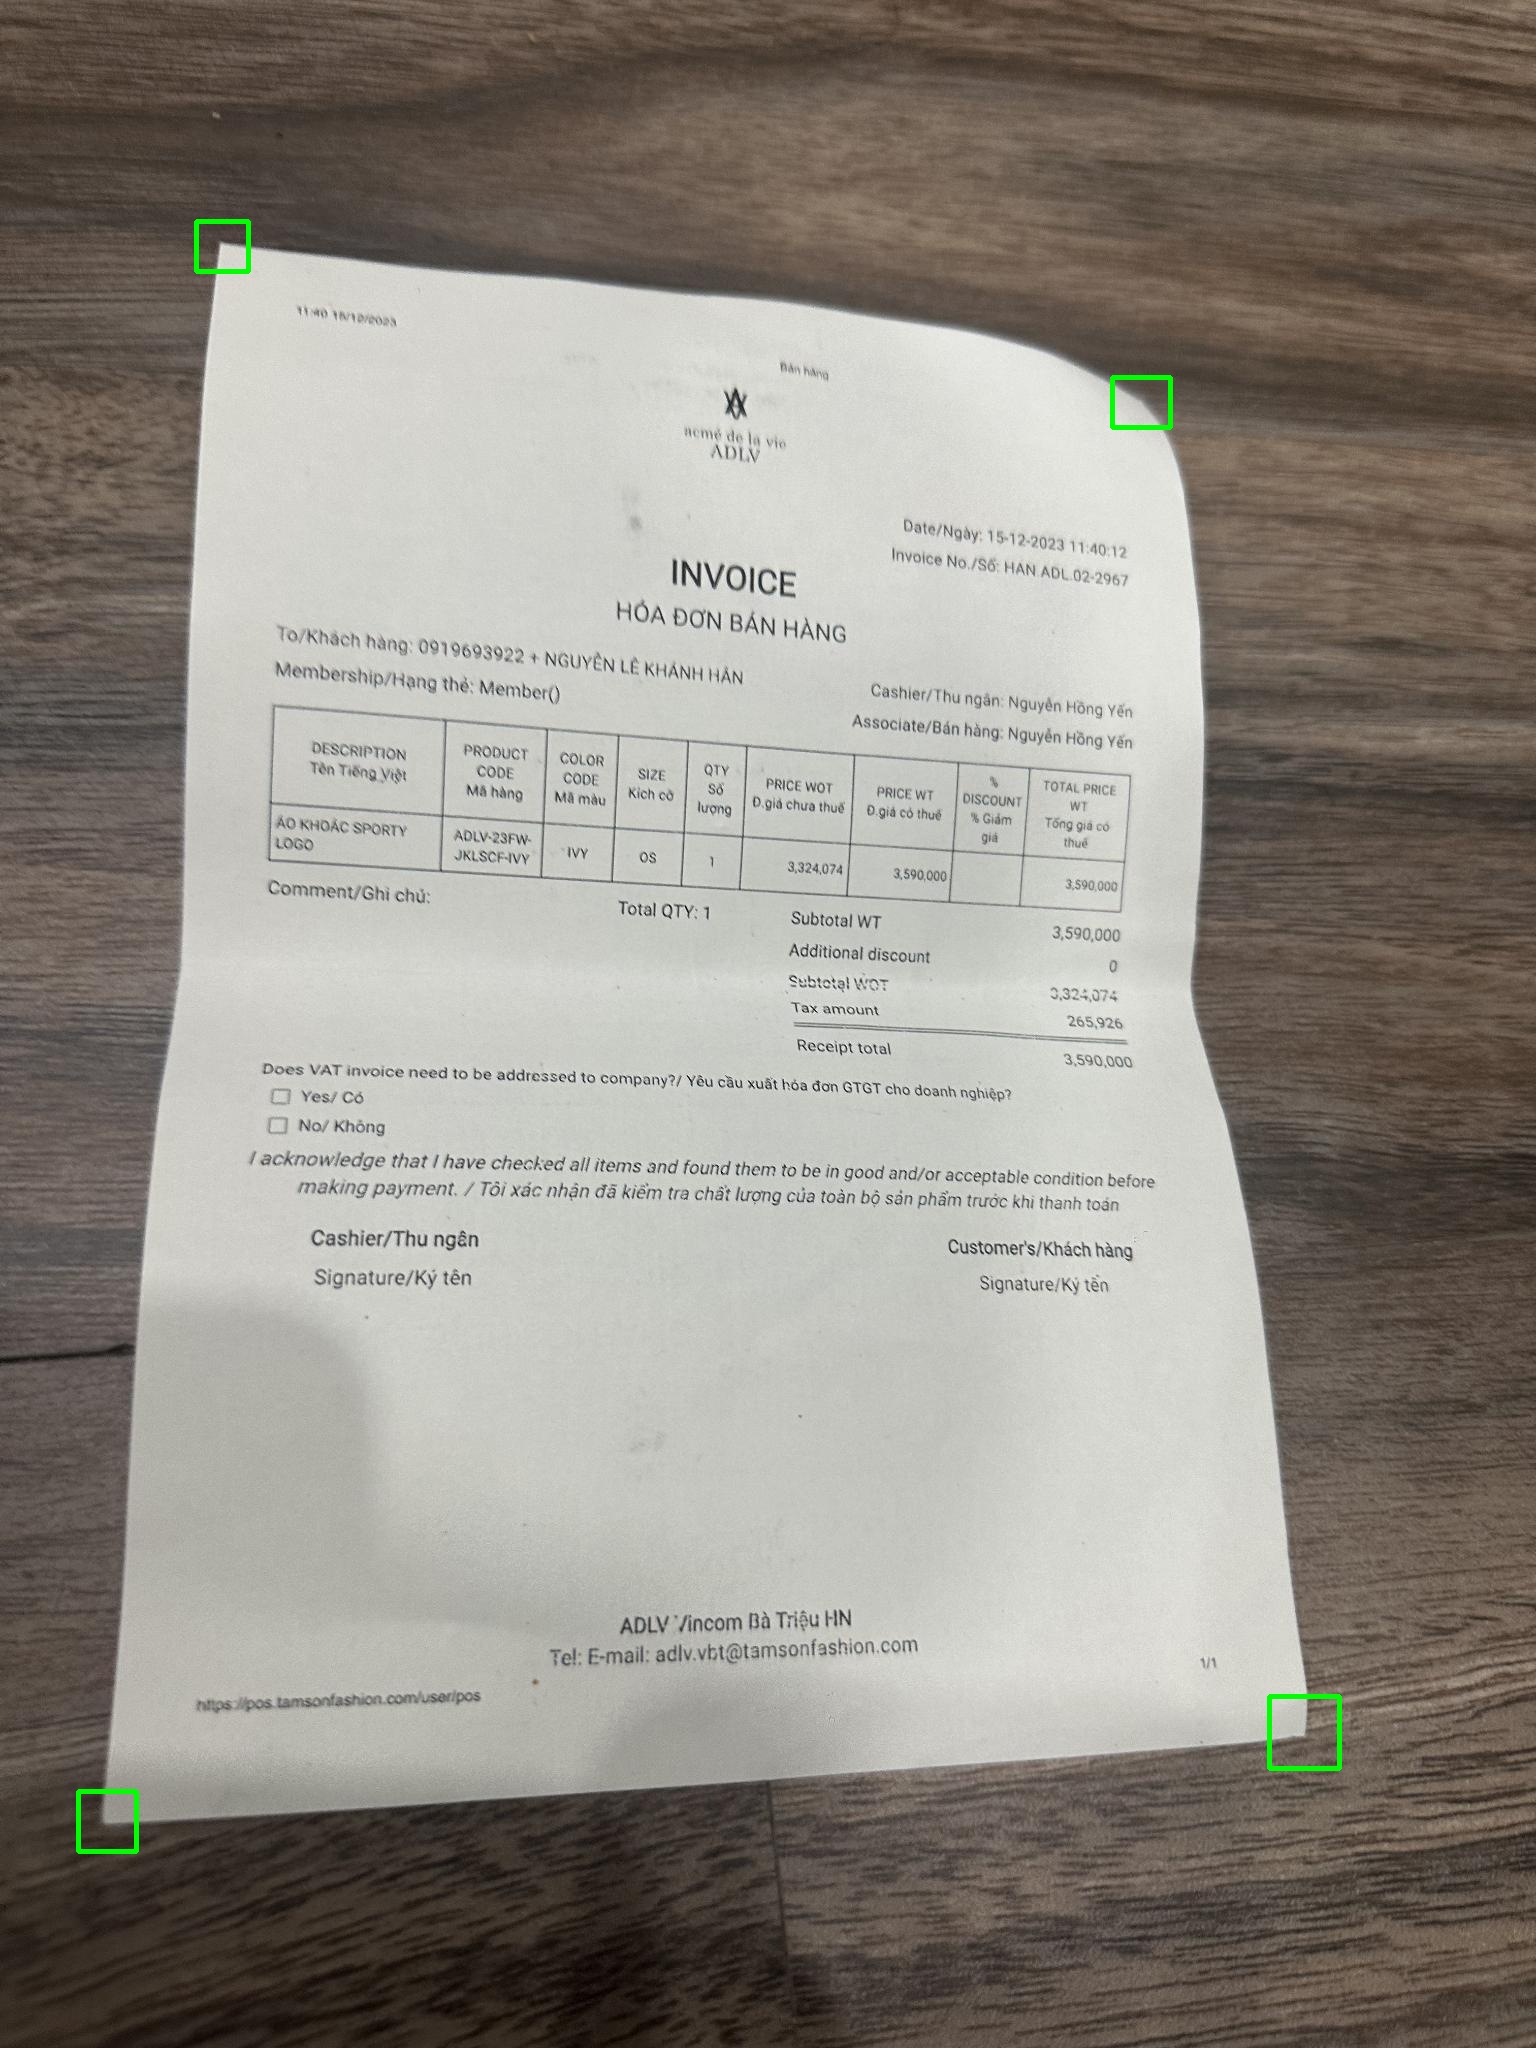 11:40 15/12/2023
Bán hàng
acmé de la vie
ADLV
Date/Ngày: 15-12-2023 11:40:12
Invoice No./Số: HAN.ADL.02-2967
INVOICE
HÓA ĐƠN BÁN HÀNG
To/Khách hàng: 0919693922 + NGUYỄN LÊ KHÁNH HÂN
Membership/Hạng thẻ: Member()
Cashier/Thu ngân: Nguyễn Hồng Yến
Associate/Bán hàng: Nguyễn Hồng Yến
DESCRIPTION
Tên Tiếng Việt
PRODUCT
CODE
Mã hàng
COLOR
CODE
Mã màu
SIZE
Kích cỡ
QTY
Số
lượng
PRICE WOT
Đ.giá chưa thuế
PRICE WT
Đ.giá có thuế
%
DISCOUNT
% Giảm
giá
TOTAL PRICE
WT
Tổng giá có
thuế
ÁO KHOÁC SPORTY
LOGO
ADLV-23FW-
JKLSCF-IVY
IVY
OS
1
3,324,074
3,590,000
3,590,000
Comment/Ghi chú:
Total QTY: 1
Subtotal WT 3,590,000
Additional discount 0
Subtotal WOT 3,324,074
Tax amount 265,926
Receipt total 3,590,000
Does VAT invoice need to be addressed to company?/ Yêu cầu xuất hóa đơn GTGT cho doanh nghiệp?
Yes/ Có
No/ Không
I acknowledge that I have checked all items and found them to be in good and/or acceptable condition before
making payment. / Tôi xác nhận đã kiểm tra chất lượng của toàn bộ sản phẩm trước khi thanh toán
Cashier/Thu ngân
Signature/Ký tên
Customer's/Khách hàng
Signature/Ký tên
ADLV Vincom Bà Triệu HN
Tel: E-mail: adlv.vbt@tamsonfashion.com
1/1
https://pos.tamsonfashion.com/user/pos